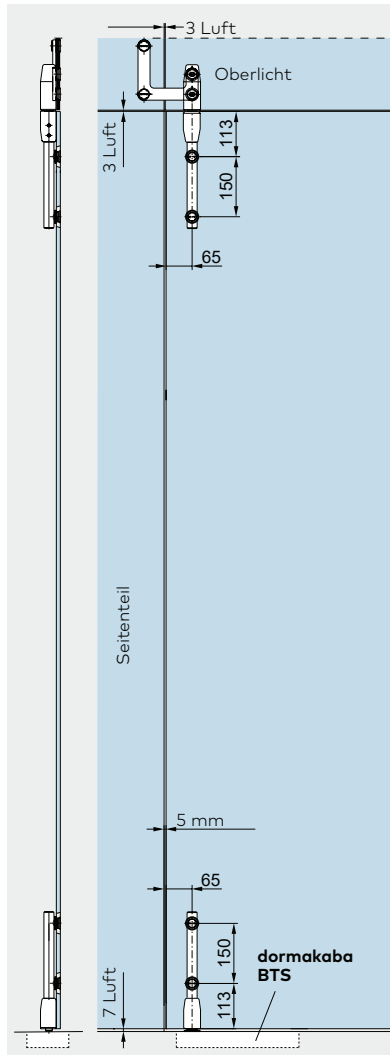 3 Luft
Oberlicht
3 Luft
113
150
65
Seitenteil
5 mm
65
150
113
7 Luft
dormakaba
BTS